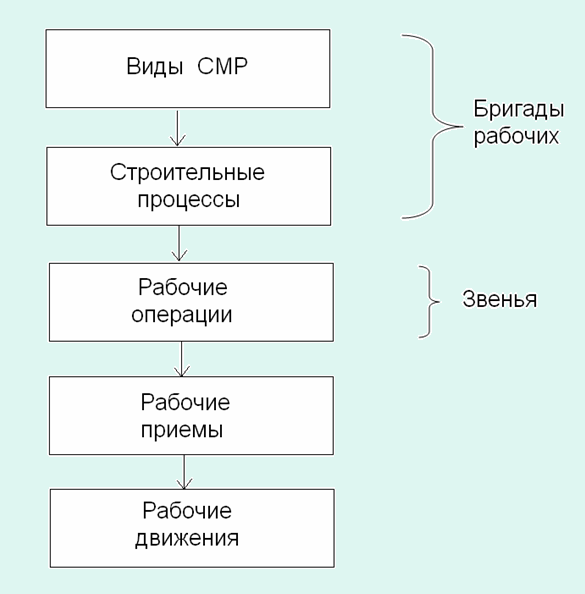 Виды СМР
Бригады
рабочих
Строительные
процессы
Рабочие
операции
Звенья
Рабочие
приемы
Рабочие
движения